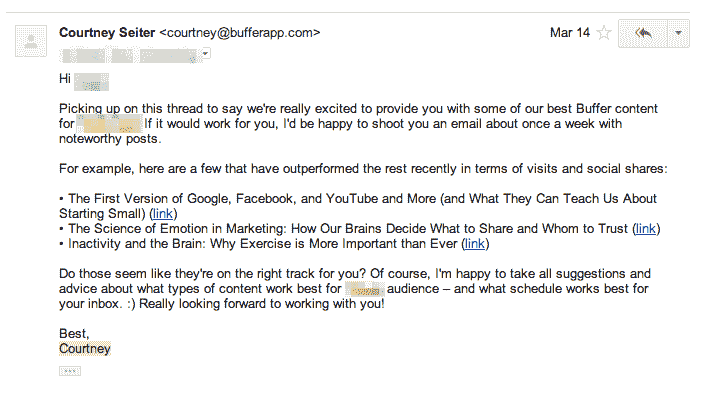 Courtney Seiter <courtney@bufferapp.com>
Mar 14
Hi
Picking up on this thread to say we're really excited to provide you with some of our best Buffer content
for If it would work for you, I'd be happy to shoot you an email about once a week with
noteworthy posts.
For example, here are a few that have outperformed the rest recently in terms of visits and social shares:
• The First Version of Google, Facebook, and YouTube and More (and What They Can Teach Us About
Starting Small) (link)
• The Science of Emotion in Marketing: How Our Brains Decide What to Share and Whom to Trust (link)
• Inactivity and the Brain: Why Exercise is More Important than Ever (link)
Do those seem like they're on the right track for you? Of course, I'm happy to take all suggestions and
advice about what types of content work best for audience – and what schedule works best for
your inbox. :) Really looking forward to working with you!
Best,
Courtney